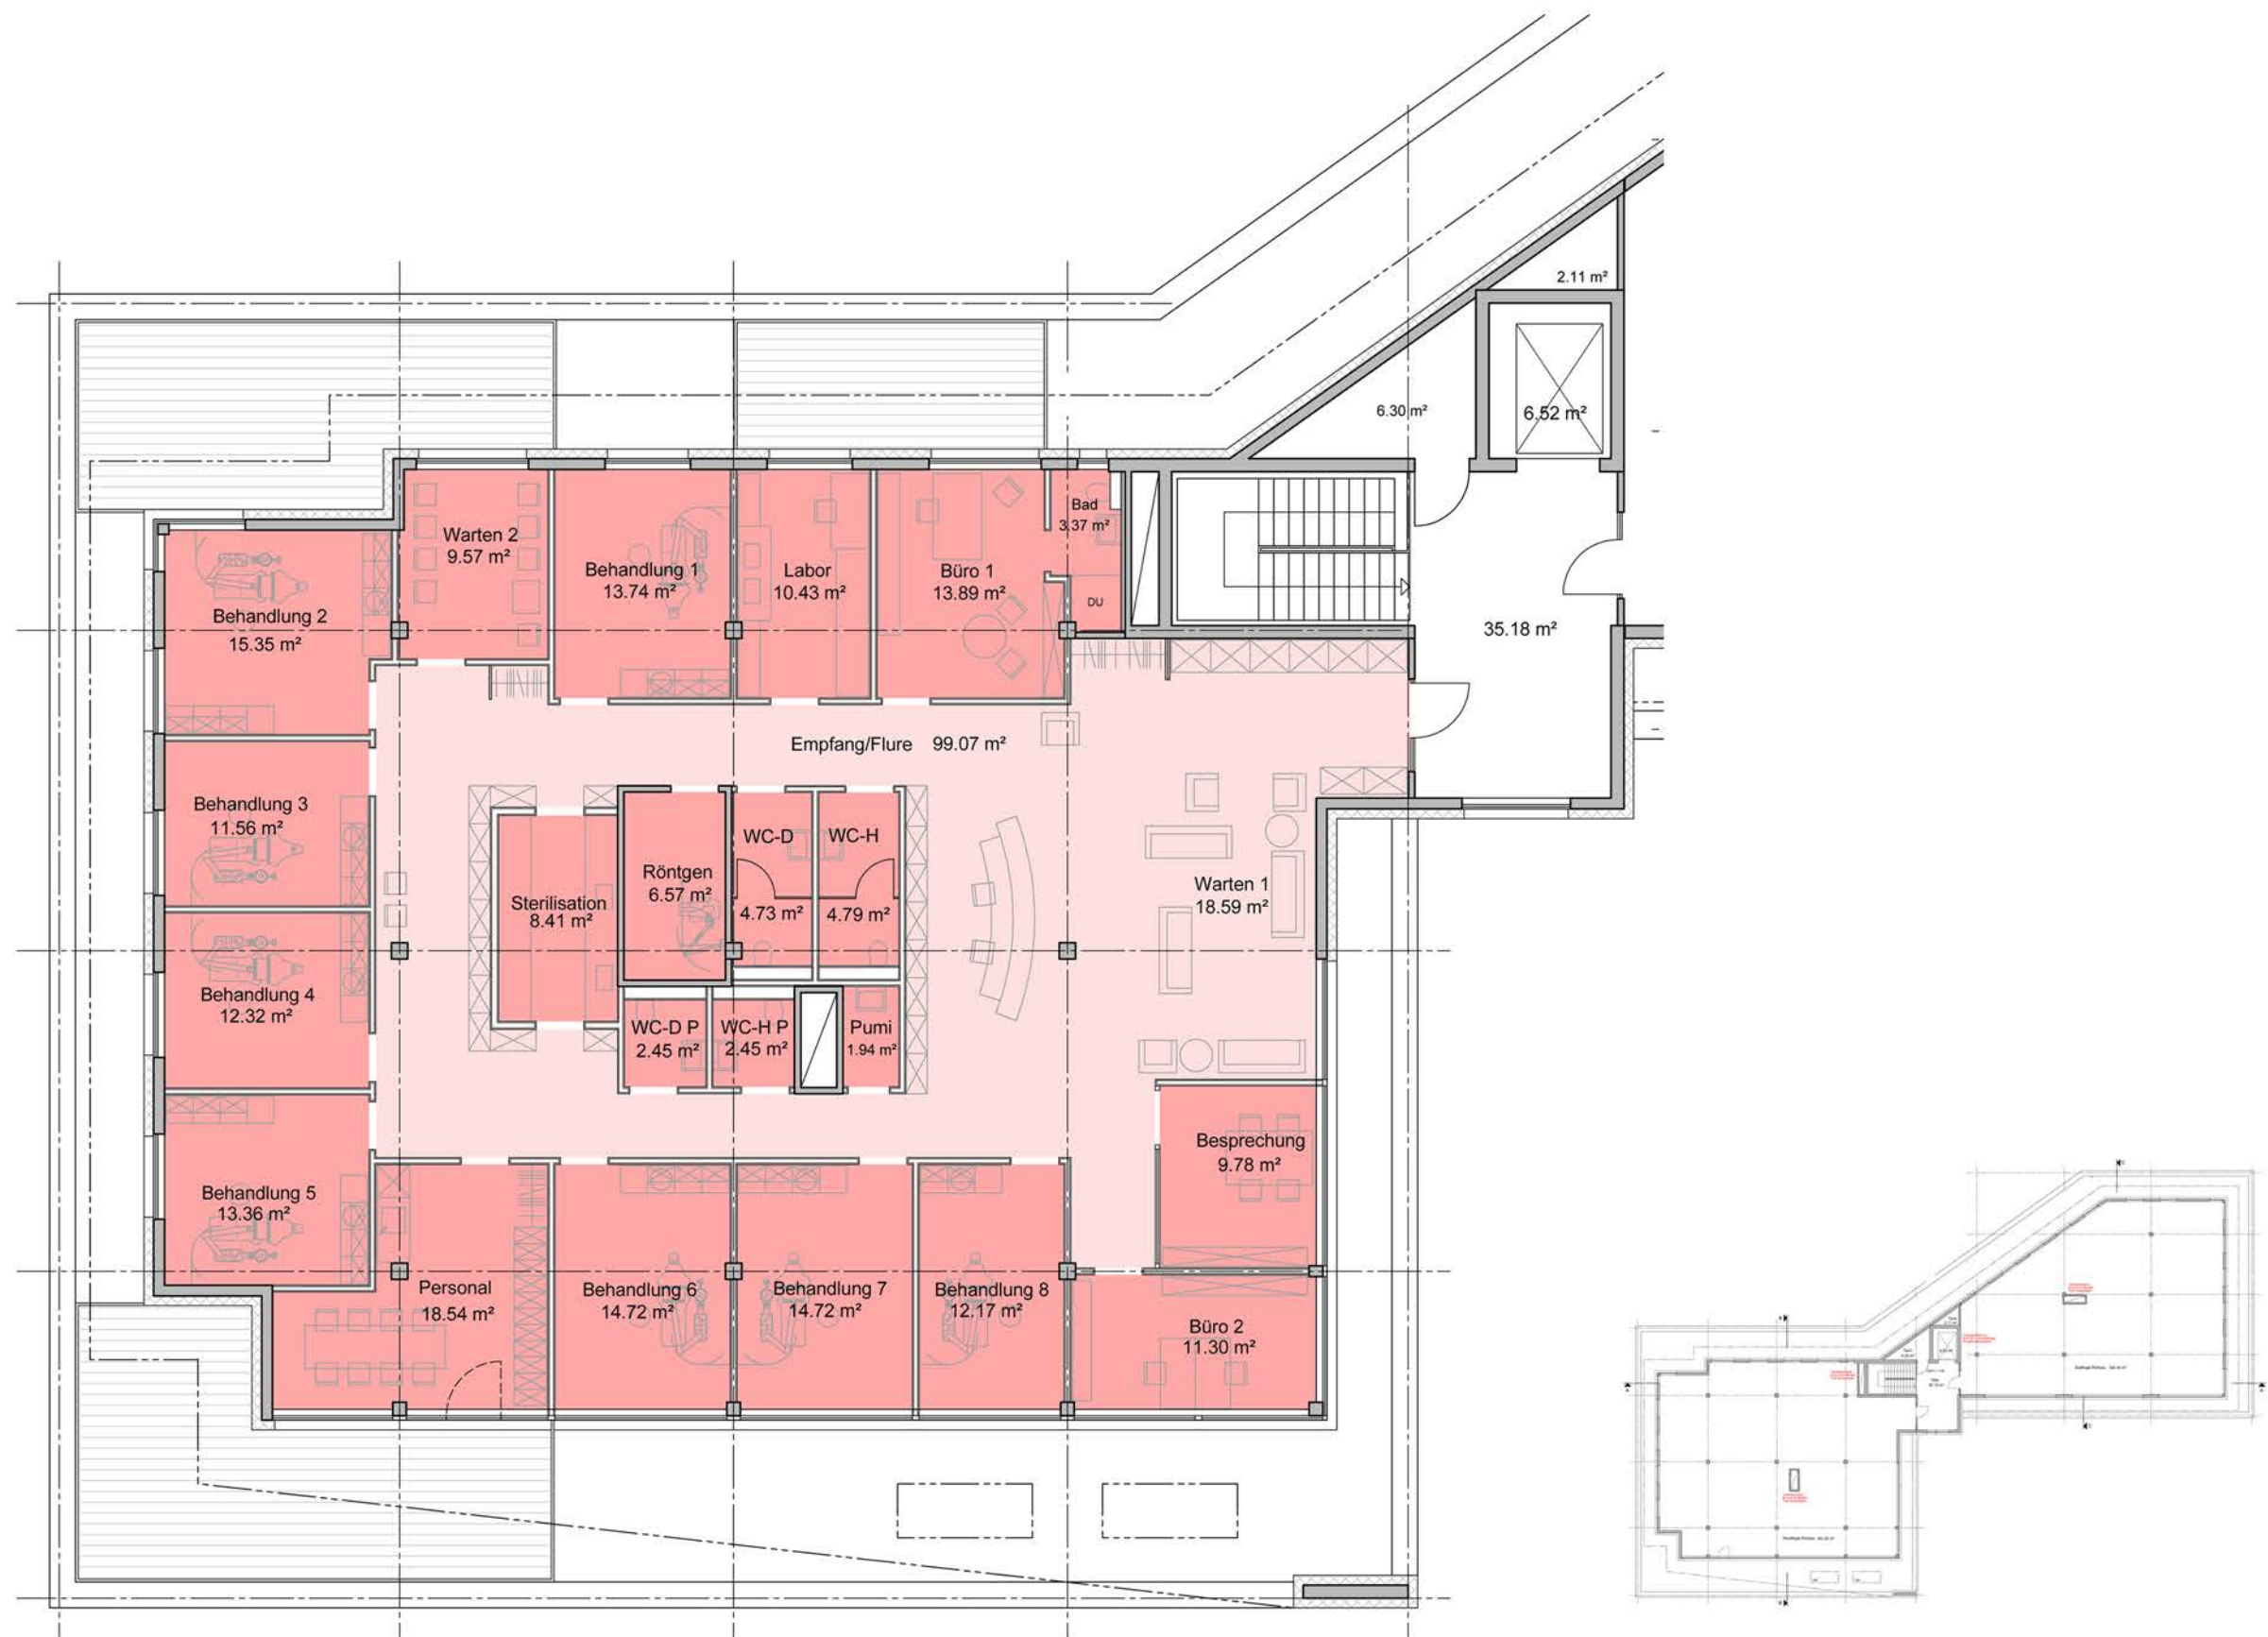 2.11 m²
6.30 m²
6.52 m²
Bad
3.37 m²
Warten 2
9.57 m²
Behandlung 1
13.74 m²
Labor
10.43 m²
Büro 1
13.89 m²
DU
Behandlung 2
15.35 m²
35.18 m²
Empfang/Flure 99.07 m²
Behandlung 3
11.56 m²
WC-D
4.73 m²
WC-H
4.79 m²
Röntgen
6.57 m²
Sterilisation
8.41 m²
Warten 1
18.59 m²
Behandlung 4
12.32 m²
WC-D P
2.45 m²
WC-H P
2.45 m²
Pumi
1.94 m²
Besprechung
9.78 m²
Behandlung 5
13.36 m²
Personal
18.54 m²
Behandlung 6
14.72 m²
Behandlung 7
14.72 m²
Behandlung 8
12.17 m²
Büro 2
11.30 m²